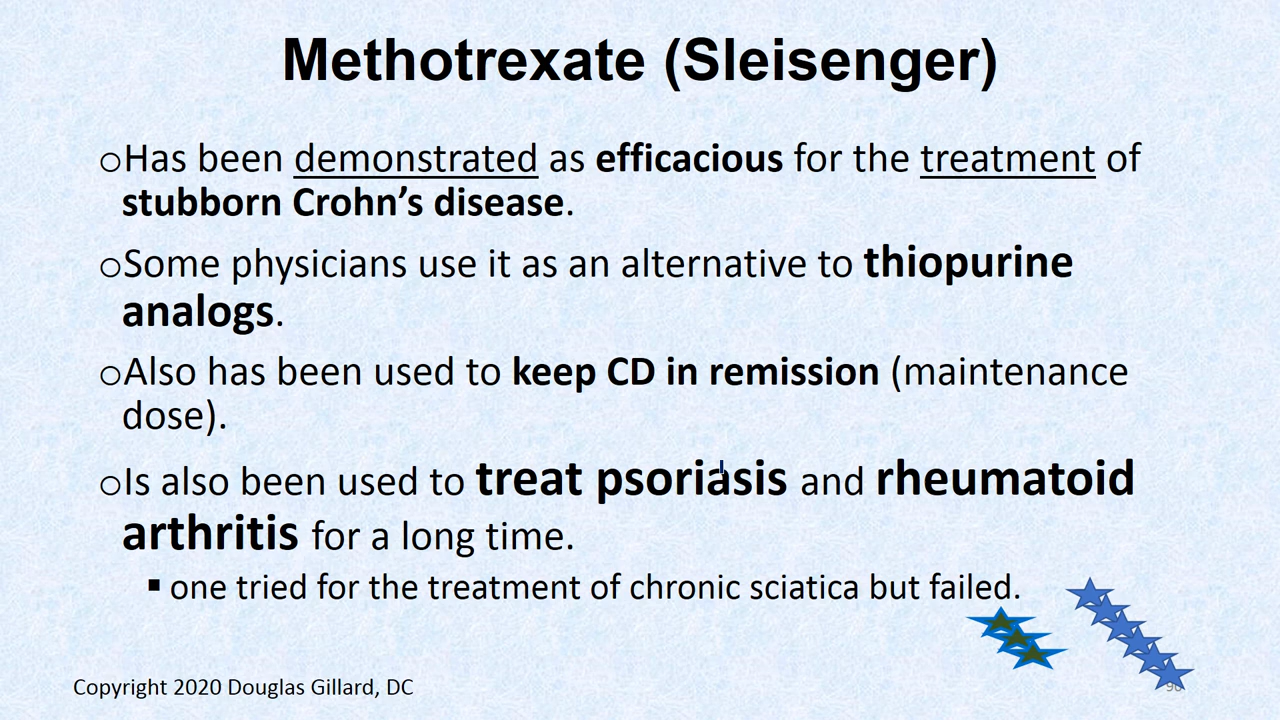 Methotrexate (Sleisenger)
oHas been demonstrated as efficacious for the treatment of
stubborn Crohn’s disease.
oSome physicians use it as an alternative to thiopurine
analogs.
oAlso has been used to keep CD in remission (maintenance
dose).
oIs also been used to treat psoriasis and rheumatoid
arthritis for a long time.
▪ one tried for the treatment of chronic sciatica but failed.
Copyright 2020 Douglas Gillard, DC